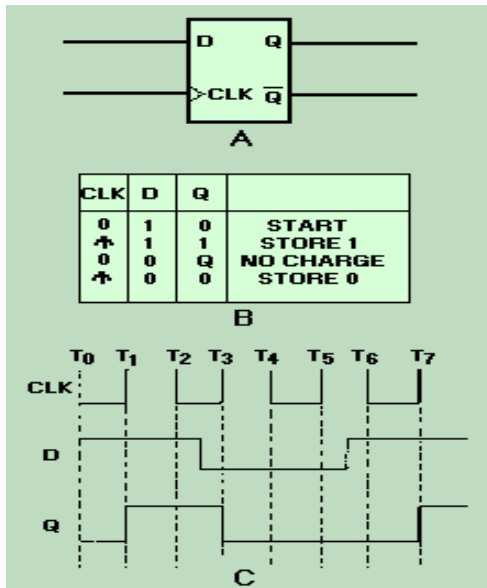 D Q
CLK Q̅
A
CLK D Q
0 1 0 START
↑ 1 1 STORE 1
0 0 Q NO CHARGE
↑ 0 0 STORE 0
B
T0 T1 T2 T3 T4 T5 T6 T7
CLK
D
Q
C